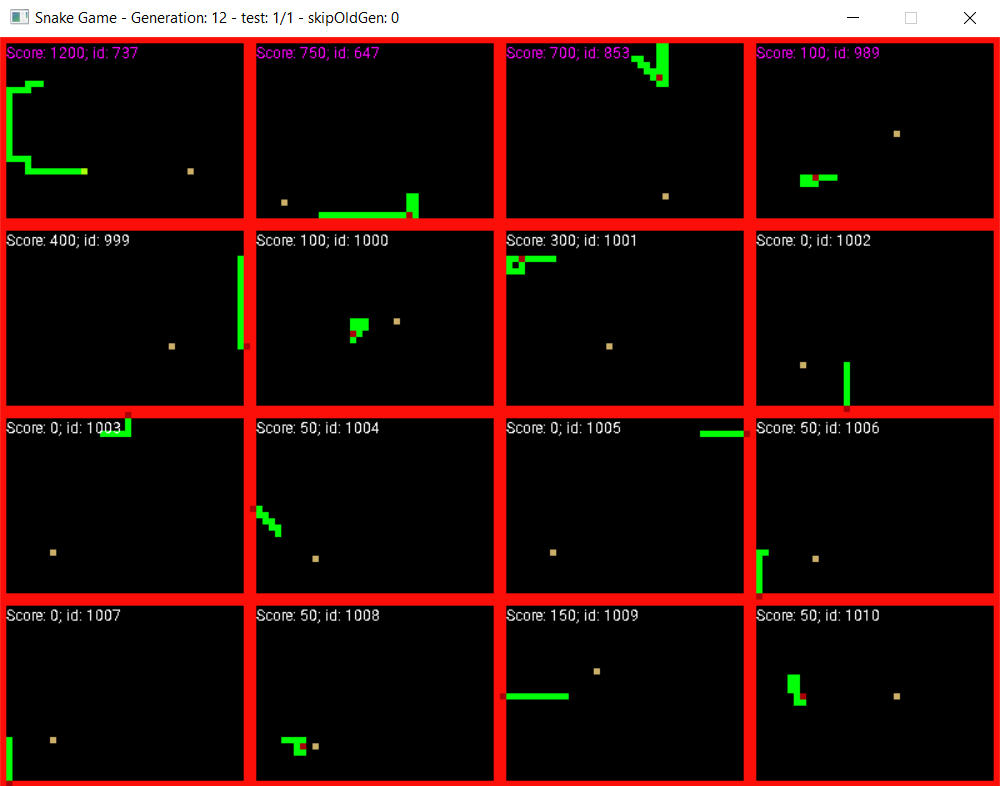 Snake Game - Generation: 12 - test: 1/1 - skipOldGen: 0
Score: 1200; id: 737
Score: 750; id: 647
Score: 700; id: 853
Score: 100; id: 989
Score: 400; id: 999
Score: 100; id: 1000
Score: 300; id: 1001
Score: 0; id: 1002
Score: 0; id: 1003
Score: 50; id: 1004
Score: 0; id: 1005
Score: 50; id: 1006
Score: 0; id: 1007
Score: 50; id: 1008
Score: 150; id: 1009
Score: 50; id: 1010